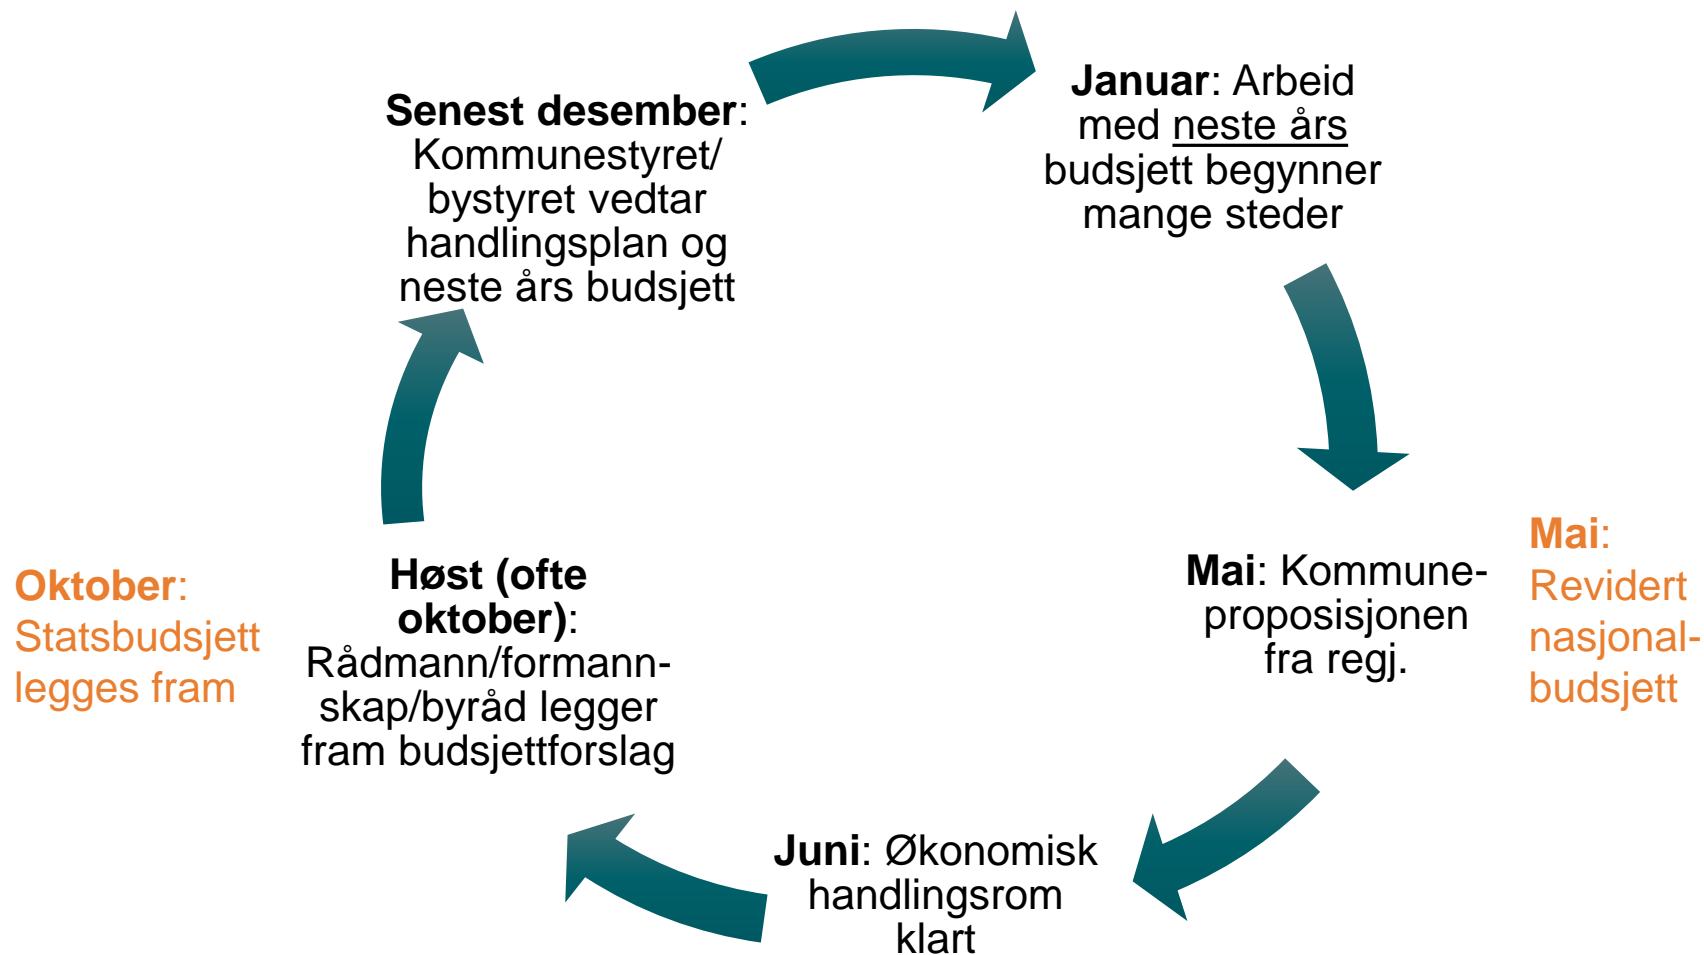 Senest desember:
Kommunestyret/
bystyret vedtar
handlingsplan og
neste års budsjett
Januar: Arbeid
med neste års
budsjett begynner
mange steder
Mai: Kommune-
proposisjonen
fra regj.
Mai:
Revidert
nasjonal-
budsjett
Juni: Økonomisk
handlingsrom
klart
Høst (ofte
oktober):
Rådmann/formann-
skap/byråd legger
fram budsjettforslag
Oktober:
Statsbudsjett
legges fram